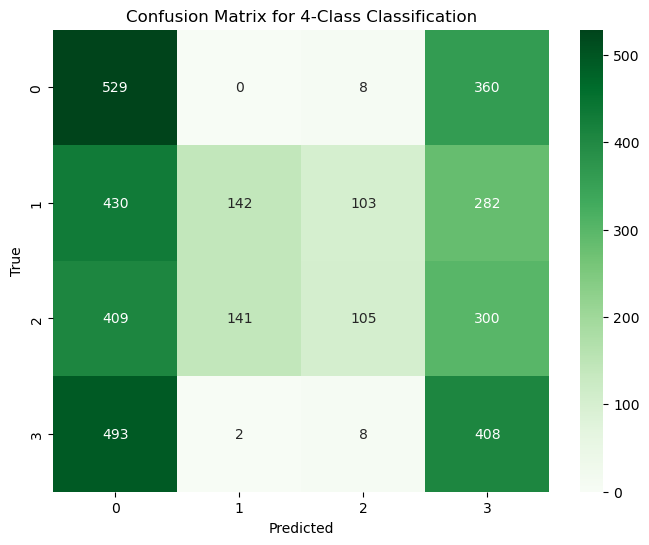 Confusion Matrix for 4-Class Classification
0 529 0 8 360
1 430 142 103 282
2 409 141 105 300
3 493 2 8 408
0 1 2 3
Predicted
True
500
400
300
200
100
0